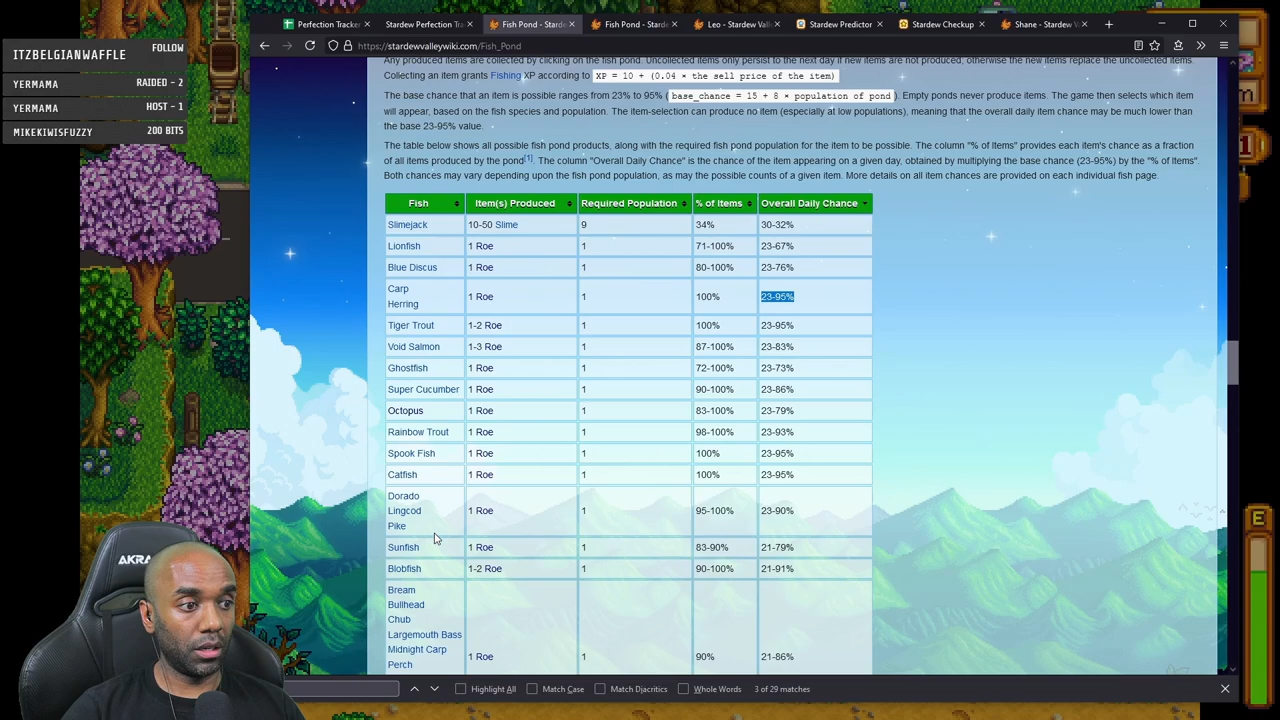 ITZBELGIANWAFFLE FOLLOW
YERMAMA RAIDED - 2
YERMAMA HOST - 1
MIKEKIWISFUZZY 200 BITS
Perfection Tracker
Stardew Perfection Tra
Fish Pond - Stard
Fish Pond - Stard
Leo - Stardew Vall
Stardew Predictor
Stardew Checkup
Shane - Stardew V
https://stardewvalleywiki.com/Fish_Pond
Any produced items are collected by clicking on the fish pond. Uncollected items only persist to the next day if new items are not produced; otherwise the new items replace the uncollected items.
Collecting an item grants Fishing XP according to XP = 10 + (0.04 × the sell price of the item)
The base chance that an item is possible ranges from 23% to 95% ( base_chance = 15 + 8 × population of pond ). Empty ponds never produce items. The game then selects which item
will appear, based on the fish species and population. The item-selection can produce no item (especially at low populations), meaning that the overall daily chance may be much lower than
the base 23-95% value.
The table below shows all possible fish pond products, along with the required fish pond population for the item to be possible. The column "% of Items" provides each item's chance as a fraction
of all items produced by the pond[1]. The column "Overall Daily Chance" is the chance of the item appearing on a given day, obtained by multiplying the base chance (23-95%) by the "% of Items".
Both chances may vary depending upon the fish pond population, as may the possible counts of a given item. More details on all item chances are provided on each individual fish page.
Fish Item(s) Produced Required Population % of Items Overall Daily Chance
Slimejack 10-50 Slime 9 34% 30-32%
Lionfish 1 Roe 1 71-100% 23-67%
Blue Discus 1 Roe 1 80-100% 23-76%
Carp
Herring 1 Roe 1 100% 23-95%
Tiger Trout 1-2 Roe 1 100% 23-95%
Void Salmon 1-3 Roe 1 87-100% 23-83%
Ghostfish 1 Roe 1 72-100% 23-73%
Super Cucumber 1 Roe 1 90-100% 23-86%
Octopus 1 Roe 1 83-100% 23-79%
Rainbow Trout 1 Roe 1 98-100% 23-93%
Spook Fish 1 Roe 1 100% 23-95%
Catfish 1 Roe 1 100% 23-95%
Dorado
Lingcod 1 Roe 1 95-100% 23-90%
Pike
Sunfish 1 Roe 1 83-90% 21-79%
Blobfish 1-2 Roe 1 90-100% 21-91%
Bream
Bullhead
Chub
Largemouth Bass
Midnight Carp 1 Roe 1 90% 21-86%
Perch
Highlight All Match Case Match Diacritics Whole Words 3 of 29 matches
AKRA
E